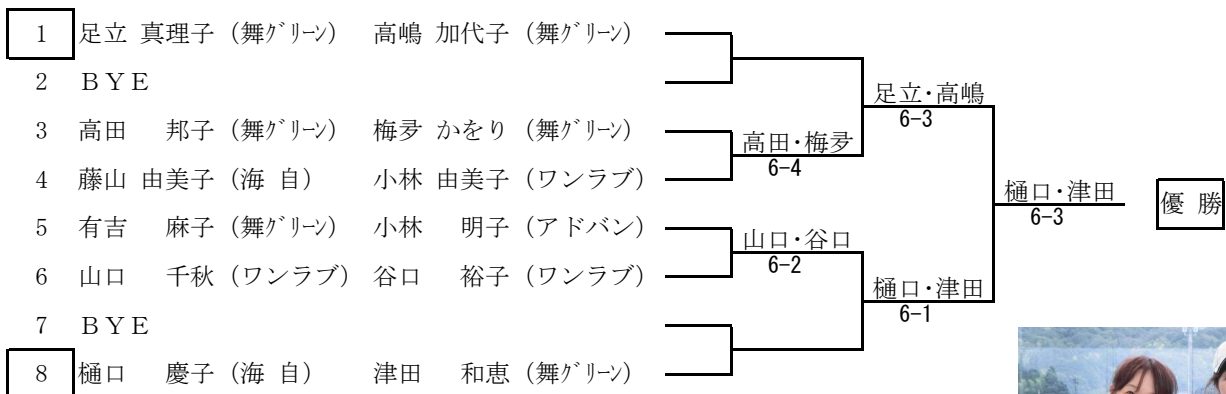 1 足立 真理子 (舞グリーン) 高嶋 加代子 (舞グリーン)
2 BYE
足立・高嶋
6-3
3 高田 邦子 (舞グリーン) 梅垰 かをり (舞グリーン)
高田・梅垰
6-4
4 藤山 由美子 (海 自) 小林 由美子 (ワンラブ)
樋口・津田
6-3
優 勝
5 有吉 麻子 (舞グリーン) 小林 明子 (アドバン)
山口・谷口
6-2
6 山口 千秋 (ワンラブ) 谷口 裕子 (ワンラブ)
樋口・津田
6-1
7 BYE
8 樋口 慶子 (海 自) 津田 和恵 (舞グリーン)